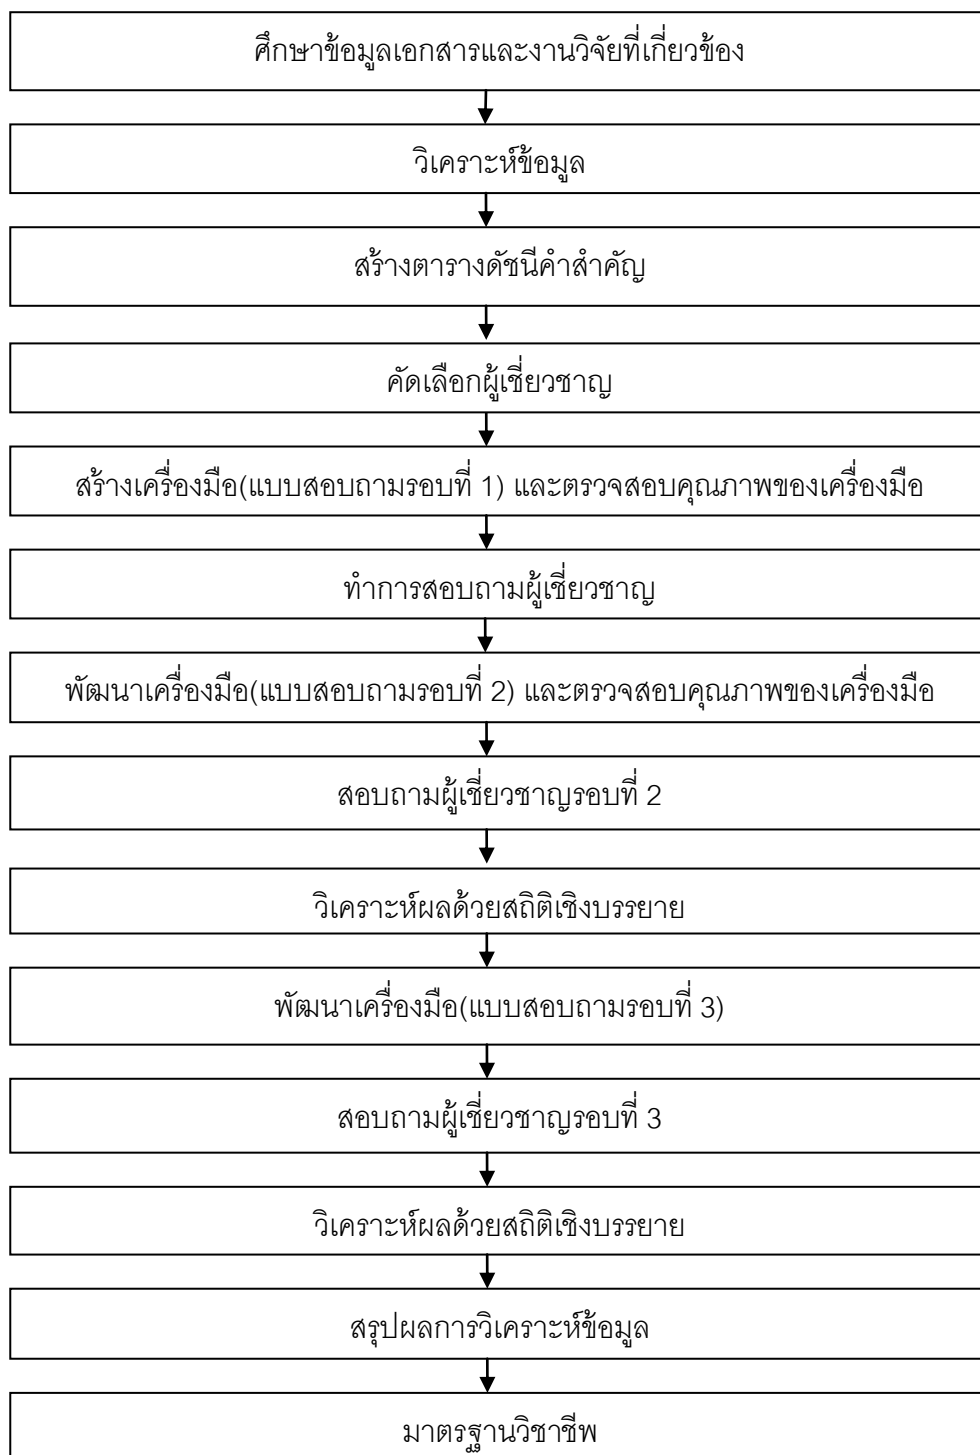 ศึกษาข้อมูลเอกสารและงานวิจัยที่เกี่ยวข้อง
วิเคราะห์ข้อมูล
สร้างตารางดัชนีคำสำคัญ
คัดเลือกผู้เชี่ยวชาญ
สร้างเครื่องมือ(แบบสอบถามรอบที่ 1) และตรวจสอบคุณภาพของเครื่องมือ
ทำการสอบถามผู้เชี่ยวชาญ
พัฒนาเครื่องมือ(แบบสอบถามรอบที่ 2) และตรวจสอบคุณภาพของเครื่องมือ
สอบถามผู้เชี่ยวชาญรอบที่ 2
วิเคราะห์ผลด้วยสถิติเชิงบรรยาย
พัฒนาเครื่องมือ(แบบสอบถามรอบที่ 3)
สอบถามผู้เชี่ยวชาญรอบที่ 3
วิเคราะห์ผลด้วยสถิติเชิงบรรยาย
สรุปผลการวิเคราะห์ข้อมูล
มาตรฐานวิชาชีพ